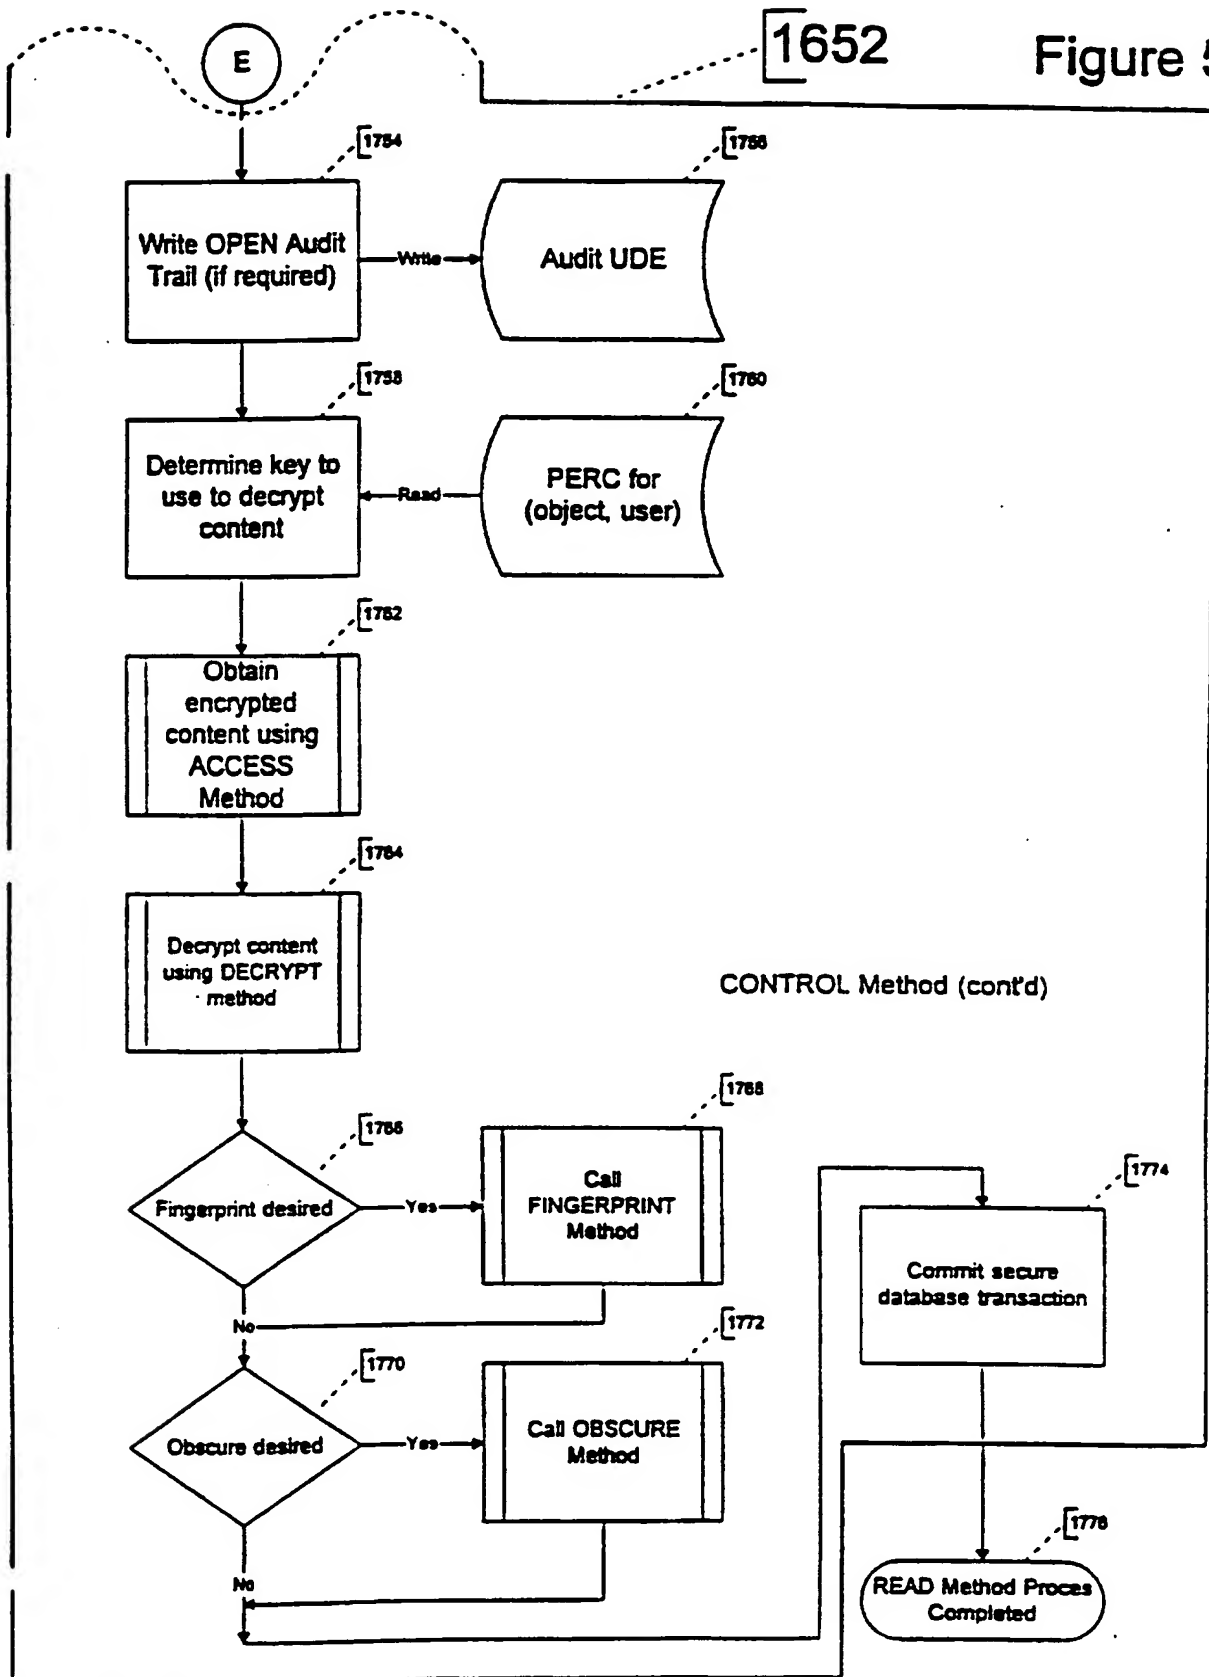 E
1652
Figure 5
1754
Write OPEN Audit
Trail (if required)
Write
1756
Audit UDE
1758
Determine key to
use to decrypt
content
Read
1760
PERC for
(object, user)
1762
Obtain
encrypted
content using
ACCESS
Method
1764
Decrypt content
using DECRYPT
method
CONTROL Method (cont'd)
1766
Fingerprint desired
Yes
1768
Call
FINGERPRINT
Method
No
1770
Obscure desired
Yes
1772
Call OBSCURE
Method
No
1774
Commit secure
database transaction
1776
READ Method Proces
Completed